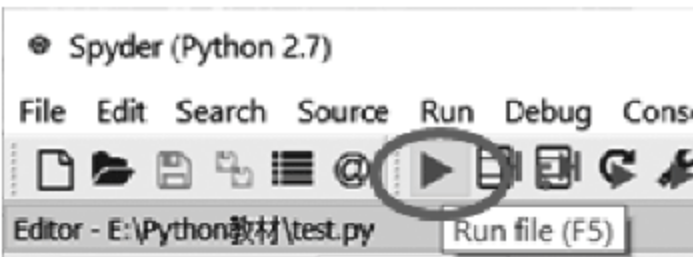 Spyder (Python 2.7)
File Edit Search Source Run Debug Cons
@
Editor - E:\Python教材\test.py
Run file (F5)